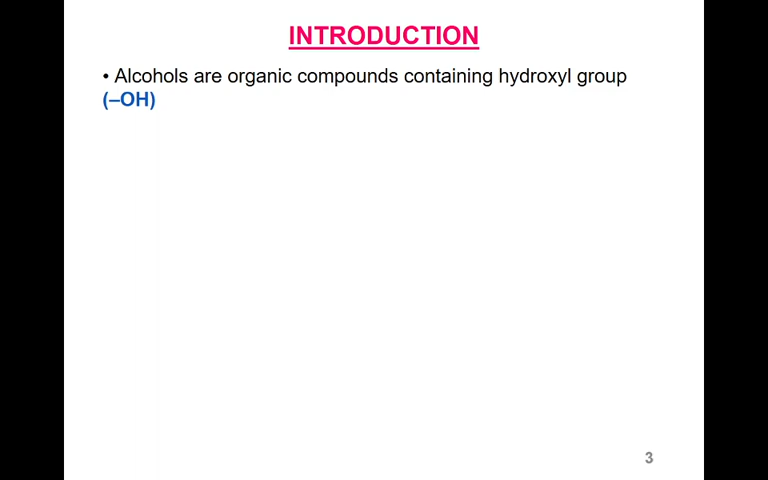 INTRODUCTION
• Alcohols are organic compounds containing hydroxyl group
(–OH)
3